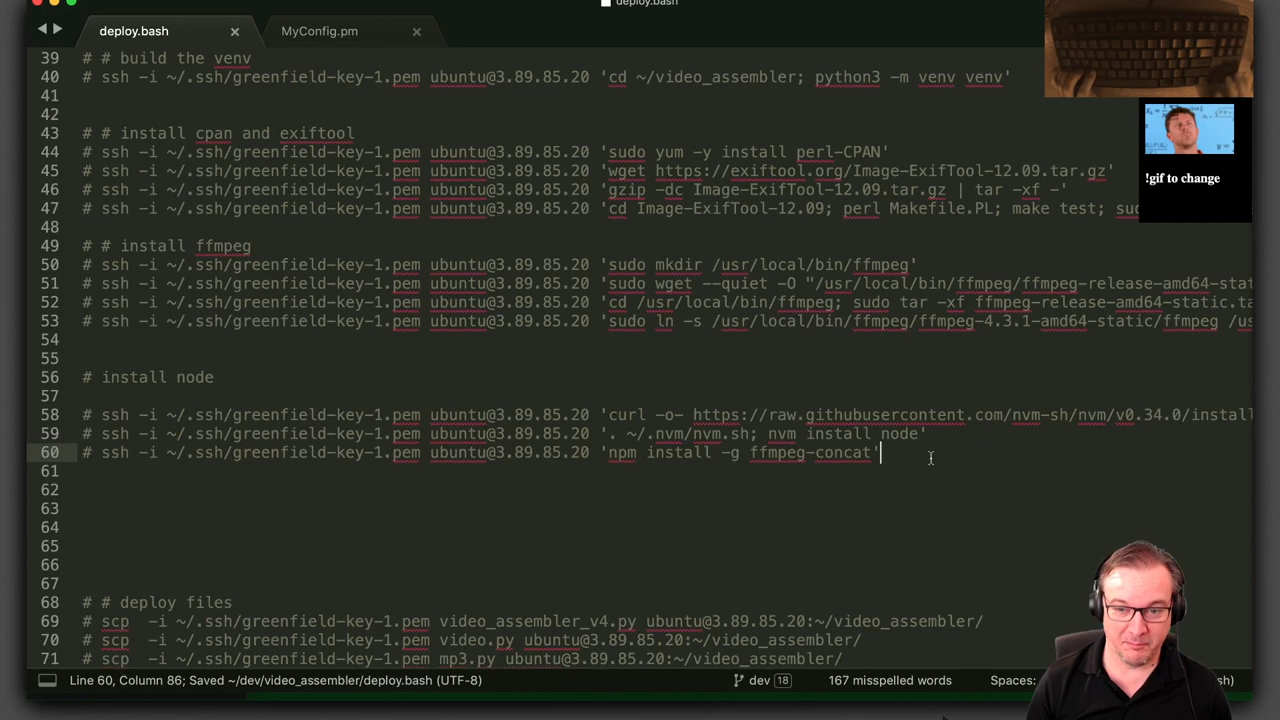 deploy.bash
deploy.bash
MyConfig.pm
39 # # build the venv
40 # ssh -i ~/.ssh/greenfield-key-1.pem ubuntu@3.89.85.20 'cd ~/video_assembler; python3 -m venv venv'
41
42
43 # # install cpan and exiftool
44 # ssh -i ~/.ssh/greenfield-key-1.pem ubuntu@3.89.85.20 'sudo yum -y install perl-CPAN'
45 # ssh -i ~/.ssh/greenfield-key-1.pem ubuntu@3.89.85.20 'wget https://exiftool.org/Image-ExifTool-12.09.tar.gz'
46 # ssh -i ~/.ssh/greenfield-key-1.pem ubuntu@3.89.85.20 'gzip -dc Image-ExifTool-12.09.tar.gz | tar -xf -'
47 # ssh -i ~/.ssh/greenfield-key-1.pem ubuntu@3.89.85.20 'cd Image-ExifTool-12.09; perl Makefile.PL; make test; sud
!gif to change
48
49 # # install ffmpeg
50 # ssh -i ~/.ssh/greenfield-key-1.pem ubuntu@3.89.85.20 'sudo mkdir /usr/local/bin/ffmpeg'
51 # ssh -i ~/.ssh/greenfield-key-1.pem ubuntu@3.89.85.20 'sudo wget --quiet -O "/usr/local/bin/ffmpeg/ffmpeg-release-amd64-stat
52 # ssh -i ~/.ssh/greenfield-key-1.pem ubuntu@3.89.85.20 'cd /usr/local/bin/ffmpeg; sudo tar -xf ffmpeg-release-amd64-static.ta
53 # ssh -i ~/.ssh/greenfield-key-1.pem ubuntu@3.89.85.20 'sudo ln -s /usr/local/bin/ffmpeg/ffmpeg-4.3.1-amd64-static/ffmpeg /us
54
55
56 # install node
57
58 # ssh -i ~/.ssh/greenfield-key-1.pem ubuntu@3.89.85.20 'curl -o- https://raw.githubusercontent.com/nvm-sh/nvm/v0.34.0/install
59 # ssh -i ~/.ssh/greenfield-key-1.pem ubuntu@3.89.85.20 '. ~/.nvm/nvm.sh; nvm install node'
60 # ssh -i ~/.ssh/greenfield-key-1.pem ubuntu@3.89.85.20 'npm install -g ffmpeg-concat'
61
62
63
64
65
66
67
68 # # deploy files
69 # scp  -i ~/.ssh/greenfield-key-1.pem video_assembler_v4.py ubuntu@3.89.85.20:~/video_assembler/
70 # scp  -i ~/.ssh/greenfield-key-1.pem video.py ubuntu@3.89.85.20:~/video_assembler/
71 # scp  -i ~/.ssh/greenfield-key-1.pem mp3.py ubuntu@3.89.85.20:~/video_assembler/
Line 60, Column 86; Saved ~/dev/video_assembler/deploy.bash (UTF-8) dev 18 167 misspelled words Spaces: sh)